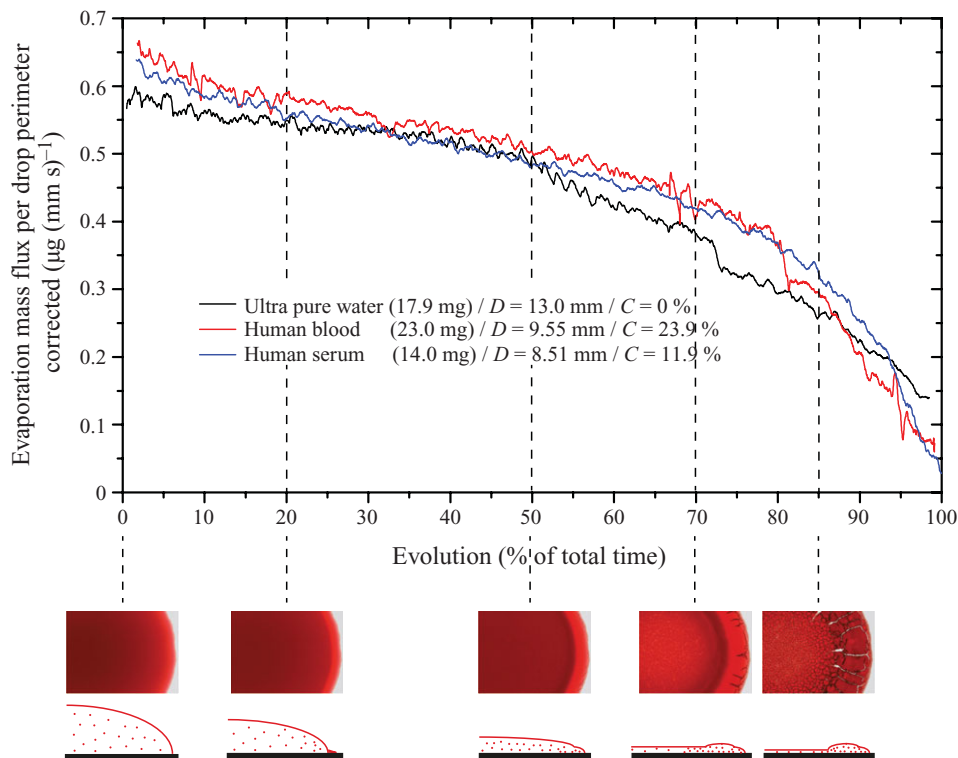 Evaporation mass flux per drop perimeter
corrected (µg (mm s)⁻¹)
0.7
0.6
0.5
0.4
0.3
0.2
0.1
0
Ultra pure water (17.9 mg) / D = 13.0 mm / C = 0 %
Human blood (23.0 mg) / D = 9.55 mm / C = 23.9 %
Human serum (14.0 mg) / D = 8.51 mm / C = 11.9 %
0 10 20 30 40 50 60 70 80 90 100
Evolution (% of total time)